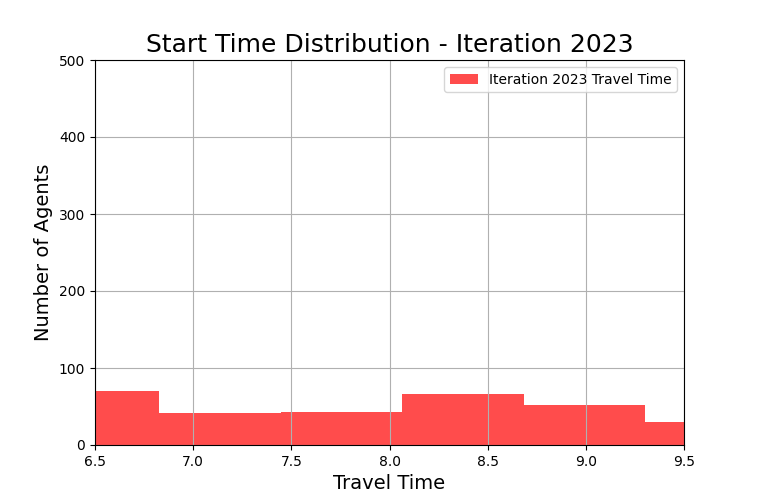 Start Time Distribution - Iteration 2023
500
Iteration 2023 Travel Time
400
300
200
100
0
Number of Agents
6.5 7.0 7.5 8.0 8.5 9.0 9.5
Travel Time